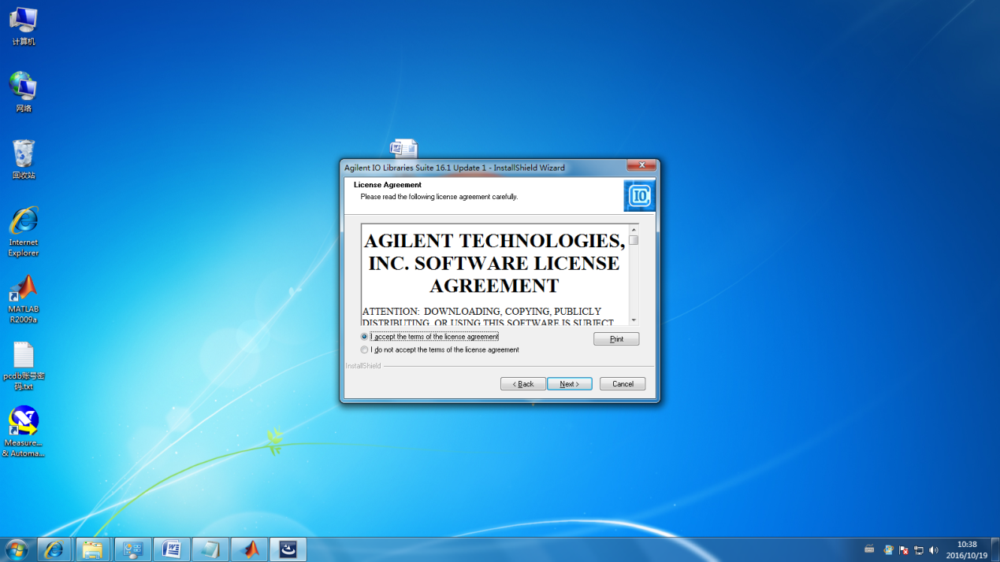 计算机
网络
回收站
Internet
Explorer
MATLAB
R2009a
pcdb账号密
码.txt
Measure...
& Automa...
Agilent IO Libraries Suite 16.1 Update 1 - InstallShield Wizard
License Agreement
Please read the following license agreement carefully.
IO
AGILENT TECHNOLOGIES,
INC. SOFTWARE LICENSE
AGREEMENT
ATTENTION: DOWNLOADING, COPYING, PUBLICLY
DISTRIBUTING, OR USING THIS SOFTWARE IS SUBJECT
I accept the terms of the license agreement
Print
I do not accept the terms of the license agreement
InstallShield
< Back
Next >
Cancel
10:38
2016/10/19